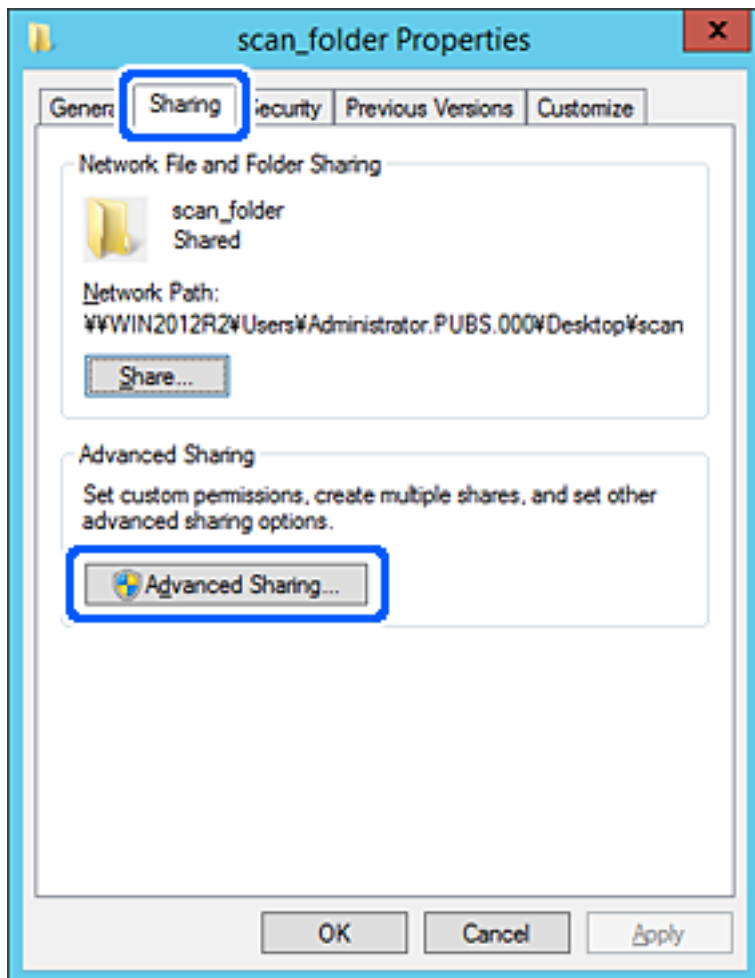 scan_folder Properties
x
Sharing Previous Versions Customize
Network File and Folder Sharing
scan_folder
Shared
Network Path:
¥¥WIN2012R2¥Users¥Administrator.PUBS.000¥Desktop¥scan
Share...
Advanced Sharing
Set custom permissions, create multiple shares, and set other
advanced sharing options.
Advanced Sharing...
OK Cancel Apply